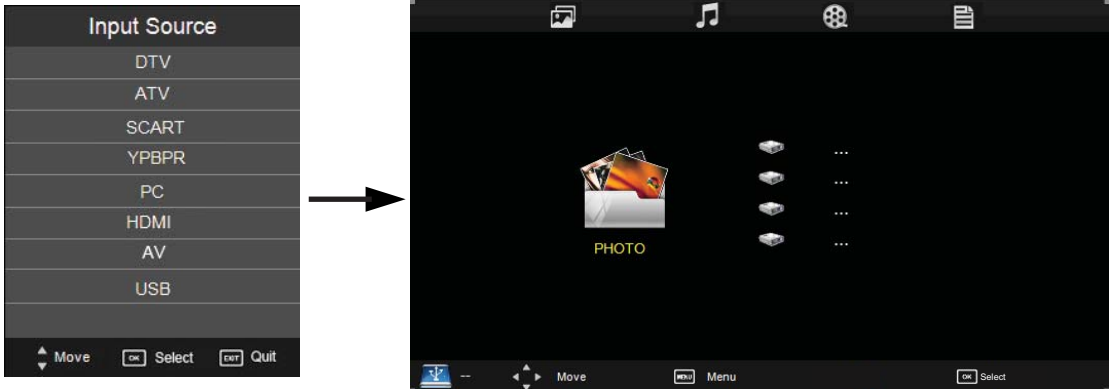 Input Source
DTV
ATV
SCART
YPBPR
PC
HDMI
AV
USB
Move OK Select EXIT Quit
PHOTO
...
...
...
...
-- Move MENU Menu OK Select